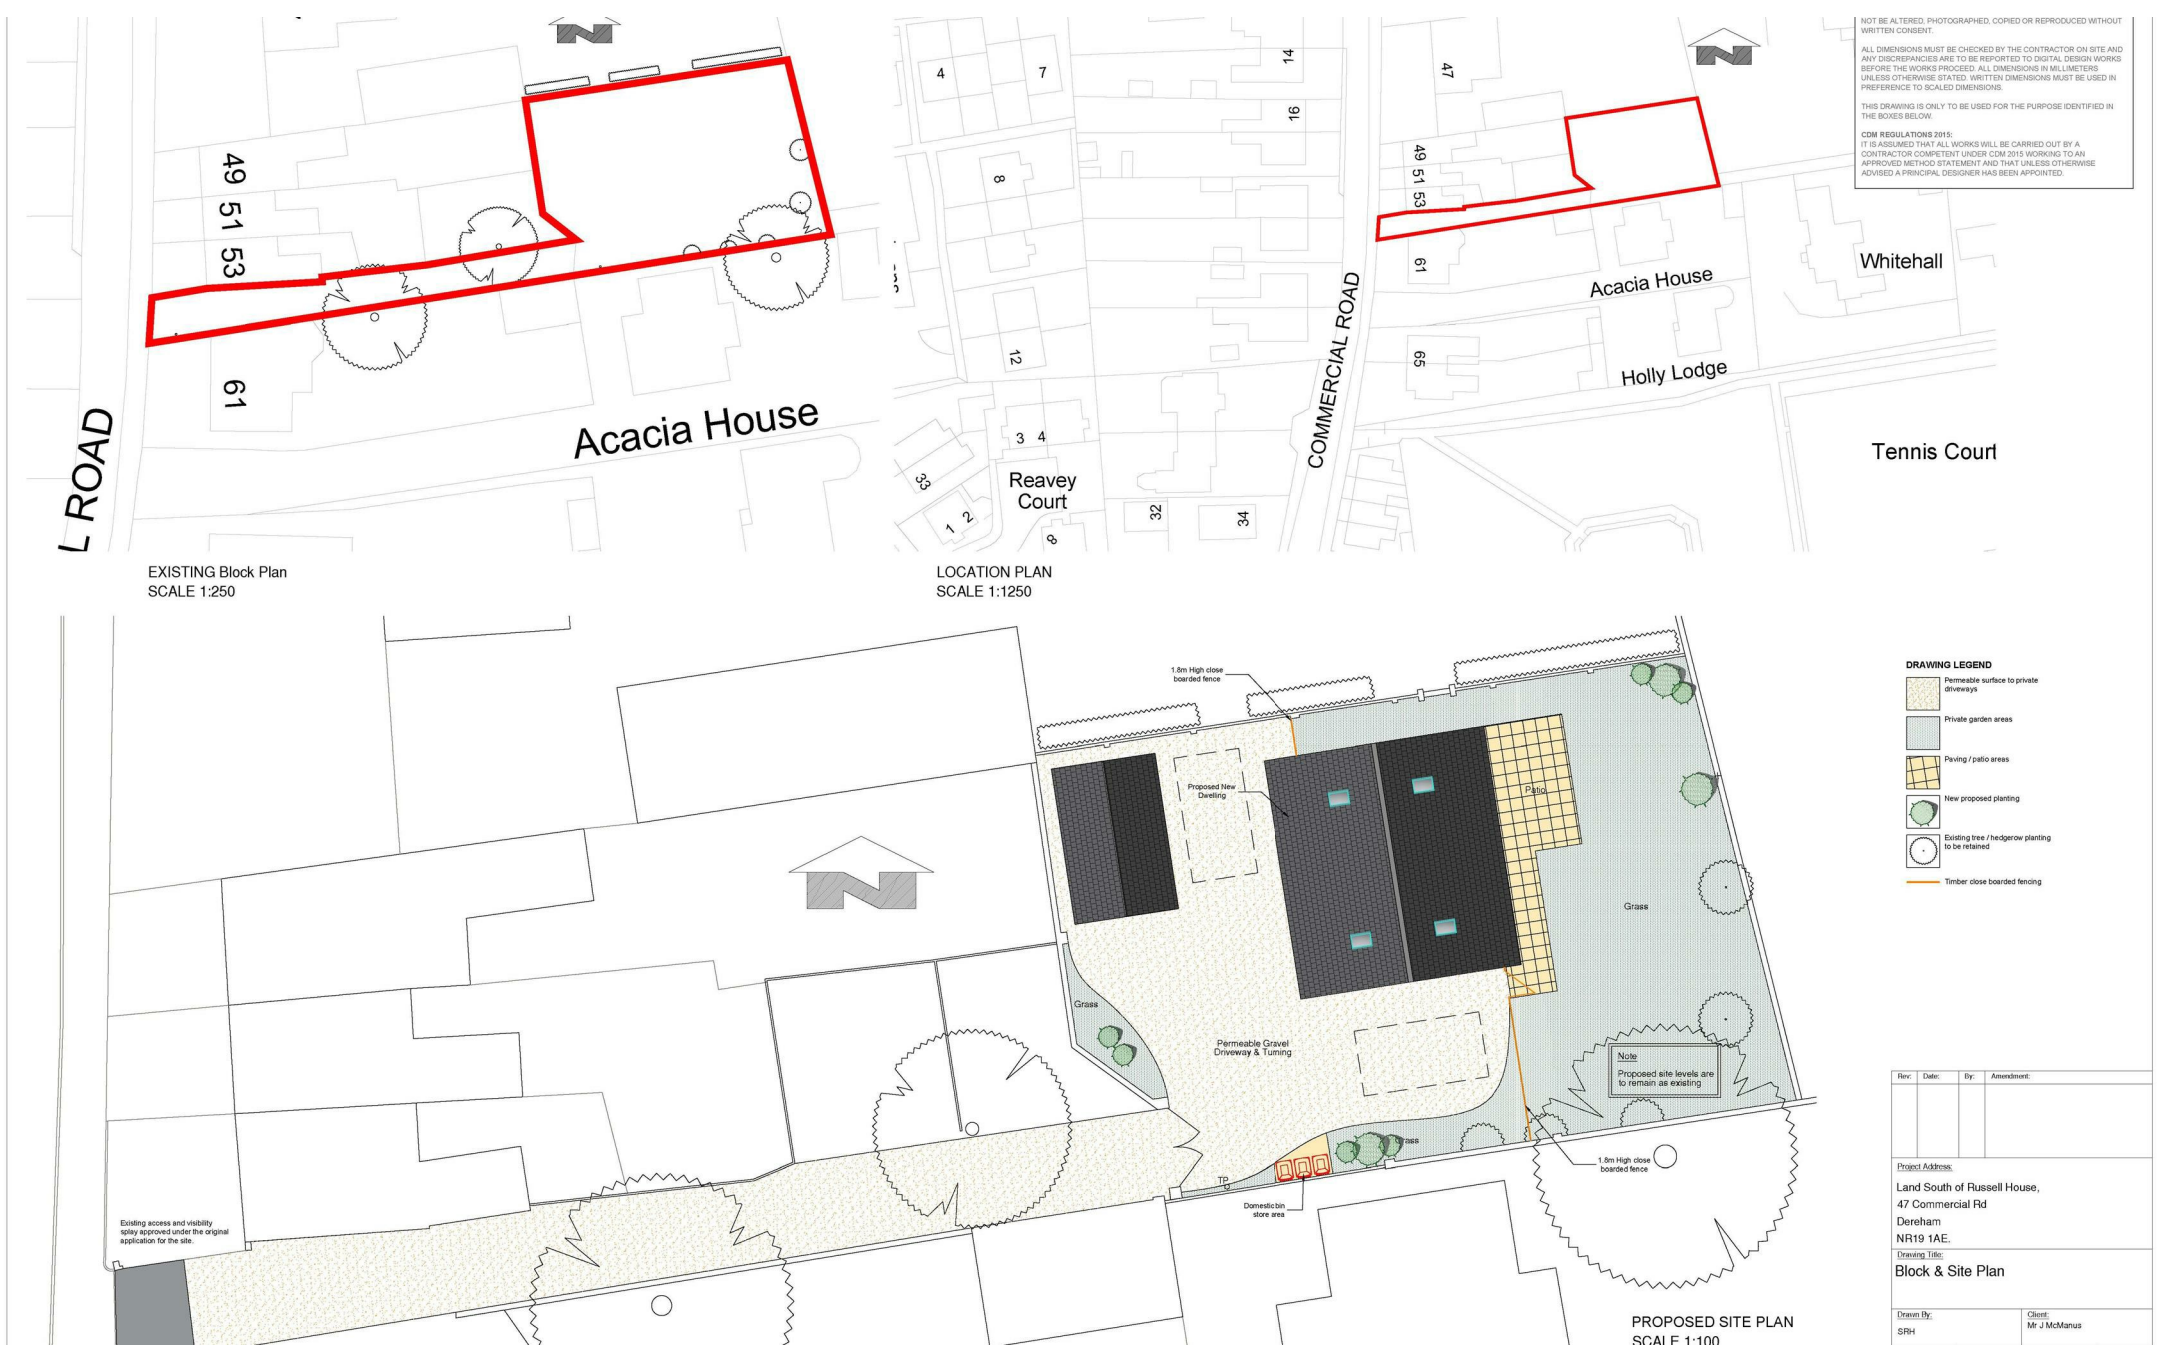 NOT BE ALTERED, PHOTOGRAPHED, COPIED OR REPRODUCED WITHOUT
WRITTEN CONSENT.
ALL DIMENSIONS MUST BE CHECKED BY THE CONTRACTOR ON SITE AND
ANY DISCREPANCIES ARE TO BE REPORTED TO DIGITAL DESIGN WORKS
BEFORE THE WORKS PROCEED. ALL DIMENSIONS IN MILLIMETERS
UNLESS OTHERWISE STATED. WRITTEN DIMENSIONS MUST BE USED IN
PREFERENCE TO SCALED DIMENSIONS.
THIS DRAWING IS ONLY TO BE USED FOR THE PURPOSE IDENTIFIED IN
THE BOXES BELOW.
CDM REGULATIONS 2015:
IT IS ASSUMED THAT ALL WORKS WILL BE CARRIED OUT BY A
CONTRACTOR COMPETENT UNDER CDM 2015 WORKING TO AN
APPROVED METHOD STATEMENT AND THAT UNLESS OTHERWISE
ADVISED A PRINCIPAL DESIGNER HAS BEEN APPOINTED.
N
49
51
53
61
L ROAD
Acacia House
EXISTING Block Plan
SCALE 1:250
N
4
7
14
16
8
12
3 4
33
1 2
Reavey
Court
8
32
34
47
49
51
53
61
65
COMMERCIAL ROAD
Acacia House
Holly Lodge
Whitehall
Tennis Court
LOCATION PLAN
SCALE 1:1250
1.8m High close
boarded fence
Proposed New
Dwelling
Patio
Grass
N
Grass
Permeable Gravel
Driveway & Turning
Note
Proposed site levels are
to remain as existing
Grass
TP
Domestic bin
store area
1.8m High close
boarded fence
Existing access and visibility
splay approved under the original
application for the site.
PROPOSED SITE PLAN
SCALE 1:100
DRAWING LEGEND
Permeable surface to private
driveways
Private garden areas
Paving / patio areas
New proposed planting
Existing tree / hedgerow planting
to be retained
Timber close boarded fencing
Rev: Date: By: Amendment:
Project Address:
Land South of Russell House,
47 Commercial Rd
Dereham
NR19 1AE.
Drawing Title:
Block & Site Plan
Drawn By:
SRH
Client:
Mr J McManus